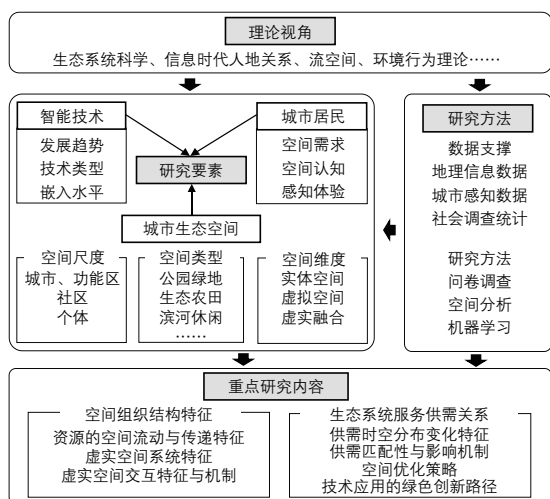 理论视角
生态系统科学、信息时代人地关系、流空间、环境行为理论……
智能技术
发展趋势
技术类型
嵌入水平
城市居民
空间需求
空间认知
感知体验
研究要素
城市生态空间
空间尺度
城市、功能区
社区
个体
空间类型
公园绿地
生态农田
滨河休闲
……
空间维度
实体空间
虚拟空间
虚实融合
研究方法
数据支撑
地理信息数据
城市感知数据
社会调查统计
研究方法
问卷调查
空间分析
机器学习
重点研究内容
空间组织结构特征
资源的空间流动与传递特征
虚实空间系统特征
虚实空间交互特征与机制
生态系统服务供需关系
供需时空分布变化特征
供需匹配性与影响机制
空间优化策略
技术应用的绿色创新路径